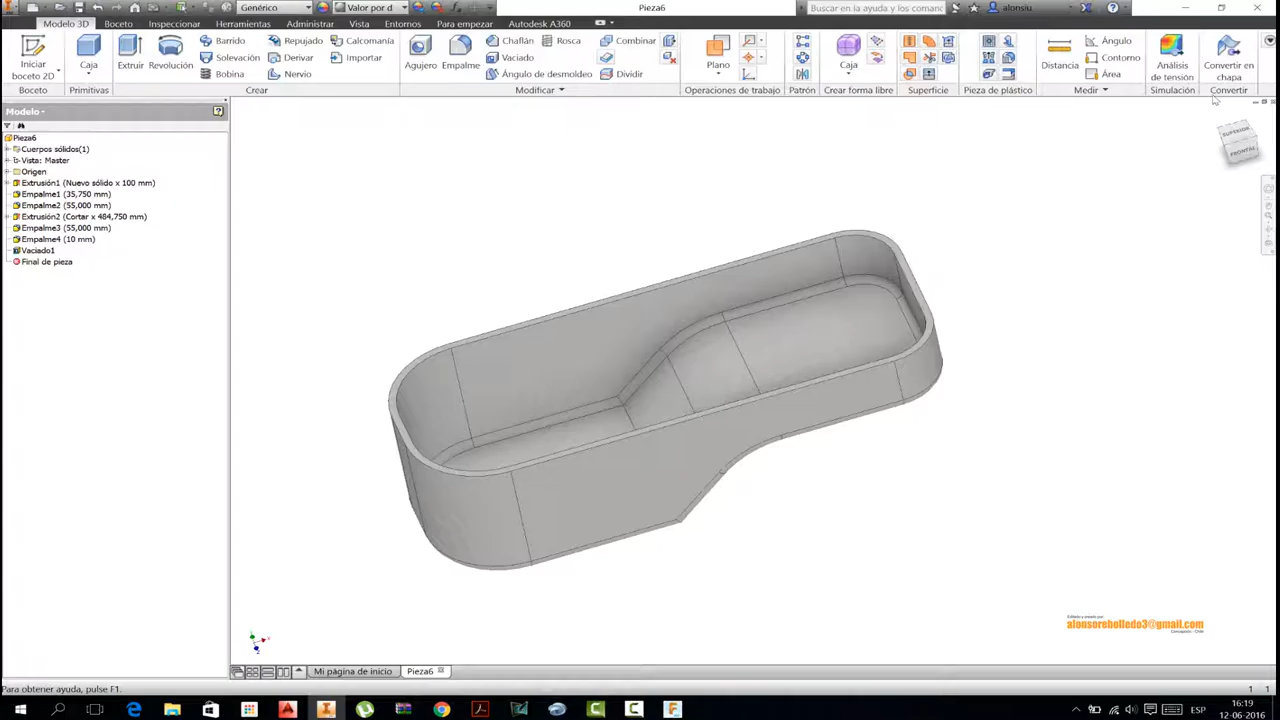 Genérico
Valor por d
Pieza6
Buscar en la ayuda y los comanc
alonsiu
Modelo 3D Boceto Inspeccionar Herramientas Administrar Vista Entornos Para empezar Autodesk A360
Iniciar boceto 2D
Caja
Extruir
Revolución
Barrido
Solevación
Bobina
Repujado
Derivar
Nervio
Calcomanía
Importar
Agujero
Empalme
Chaflán
Vaciado
Ángulo de desmoldeo
Rosca
Combinar
Dividir
Plano
Caja
Distancia
Ángulo
Contorno
Área
Análisis de tensión
Convertir en chapa
Boceto Primitivas Crear Modificar Operaciones de trabajo Patrón Crear forma libre Superficie Pieza de plástico Medir Simulación Convertir
Modelo
Pieza6
Cuerpos sólidos(1)
Vista: Master
Origen
Extrusión1 (Nuevo sólido x 100 mm)
Empalme1 (35,750 mm)
Empalme2 (55,000 mm)
Extrusión2 (Cortar x 484,750 mm)
Empalme3 (55,000 mm)
Empalme4 (10 mm)
Vaciado1
Final de pieza
SUPERIOR
FRONTAL
alonsorebolledo3@gmail.com
Concepción - Chile
Mi página de inicio
Pieza6
Para obtener ayuda, pulse F1.
1 1
ESP
16:19
12-06-2016